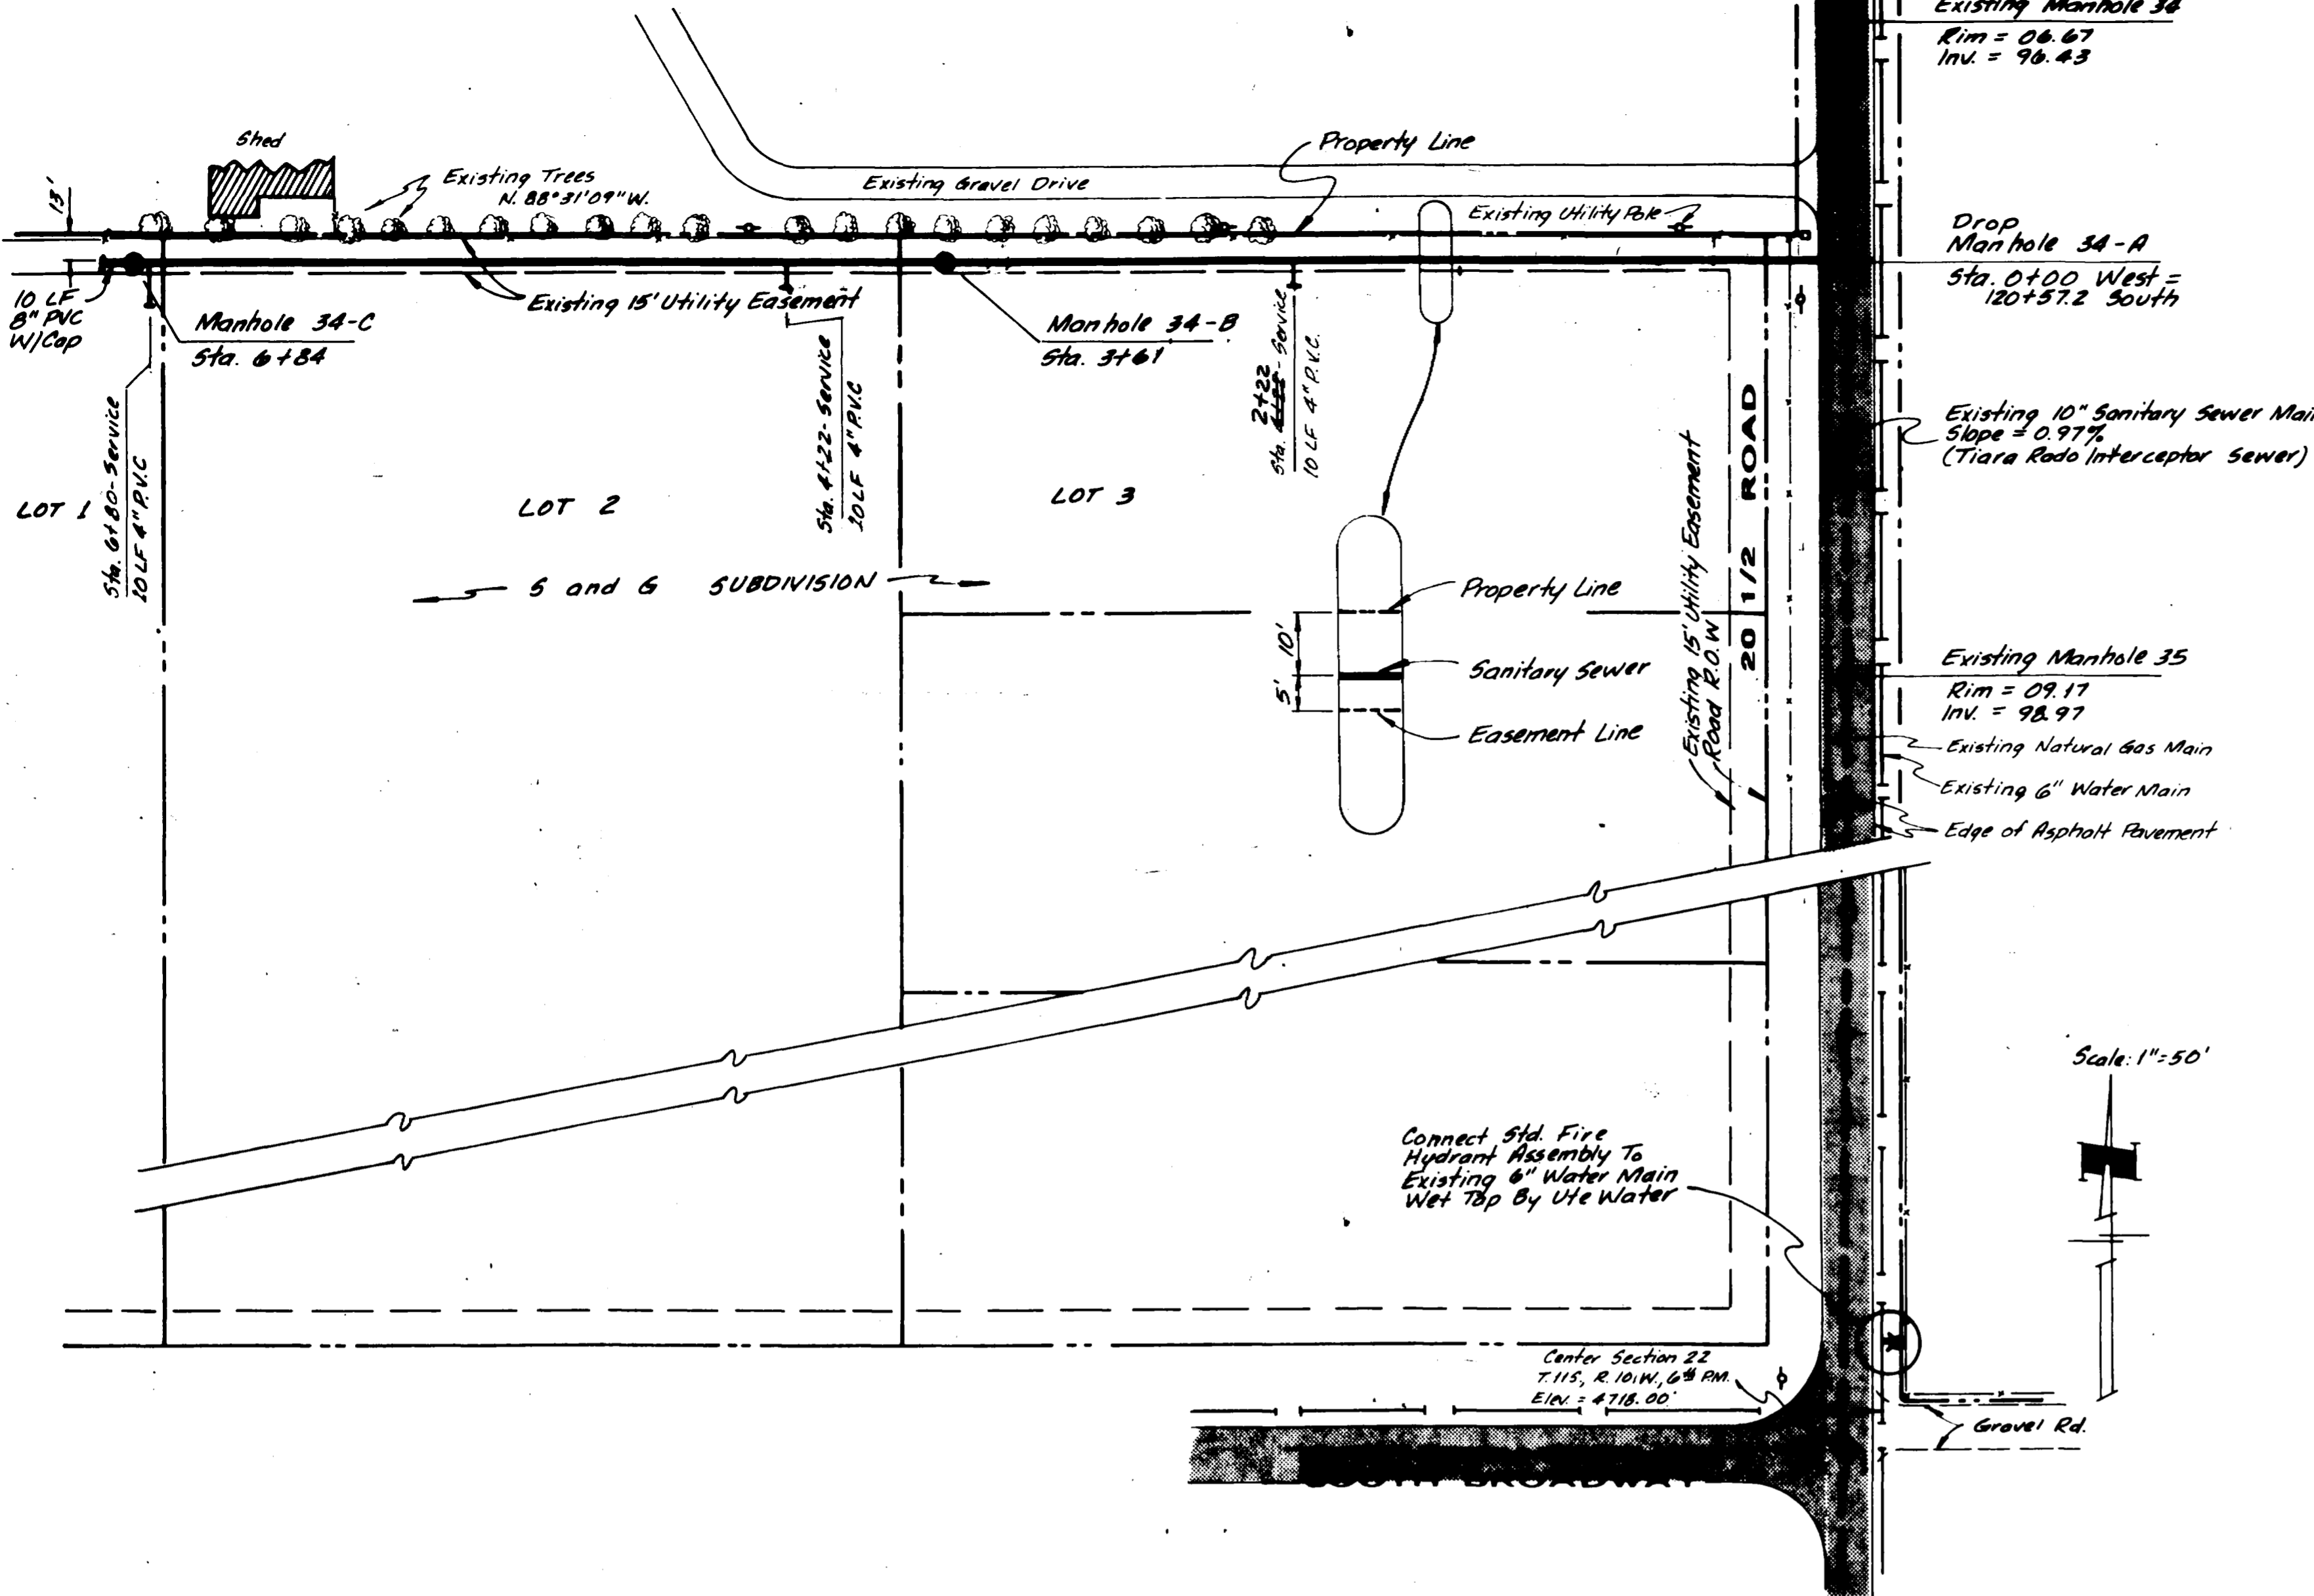 Existing Manhole 34
Rim = 06.67
Inv. = 96.43
Shed
Property Line
13'
Existing Trees
N. 88°31'09" W.
Existing Gravel Drive
Existing Utility Pole
Drop
Manhole 34-A
Sta. 0+00 West =
120+57.2 South
10 LF
8" PVC
W/Cap
Existing 15' Utility Easement
Manhole 34-C
Sta. 6+84
Manhole 34-B
Sta. 3+61
Sta. 6+80-Service
20 LF 4" P.V.C
Sta. 4+22-Service
20 LF 4" P.V.C
2+22
Sta. - Service
10 LF 4" P.V.C.
Existing 10" Sanitary Sewer Main
Slope = 0.97%
(Tiara Rado Interceptor Sewer)
LOT 1
LOT 2
LOT 3
S and G SUBDIVISION
Existing 15' Utility Easement
Road R.O.W
20 1/2 ROAD
Property Line
10'
Sanitary Sewer
5'
Easement Line
Existing Manhole 35
Rim = 09.17
Inv. = 98.97
Existing Natural Gas Main
Existing 6" Water Main
Edge of Asphalt Pavement
Scale: 1"=50'
Connect Std. Fire
Hydrant Assembly To
Existing 6" Water Main
Wet Tap By Ute Water
Center Section 22
T.11S., R.101W., 6th P.M.
Elev. = 4718.00
Gravel Rd.
SOUTH BROADWAY